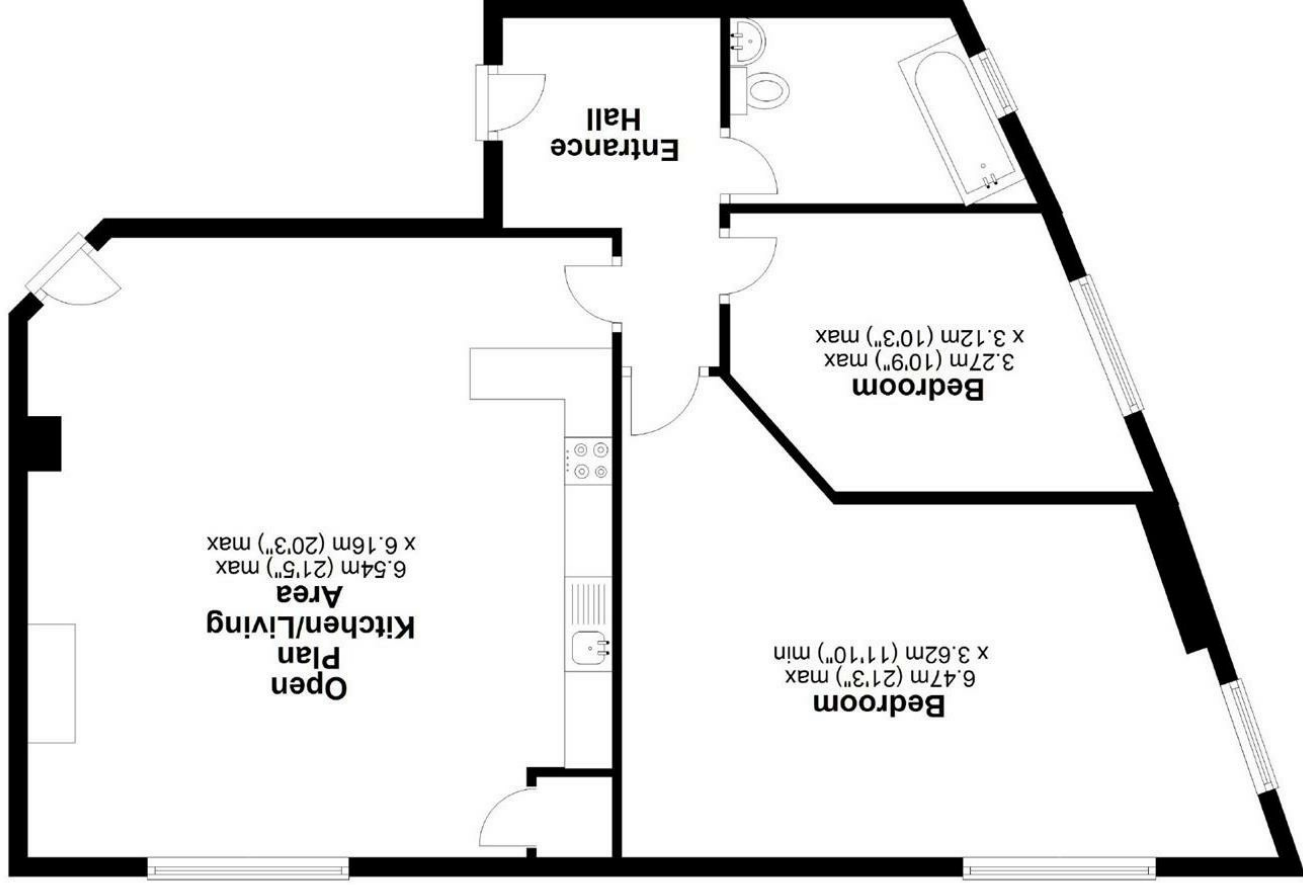 Bedroom
6.47m (21'3") max
x 3.62m (11'10") min
Open
Plan
Kitchen/Living
Area
6.54m (21'5") max
x 6.16m (20'3") max
Bedroom
3.27m (10'9") max
x 3.12m (10'3") max
Entrance
Hall